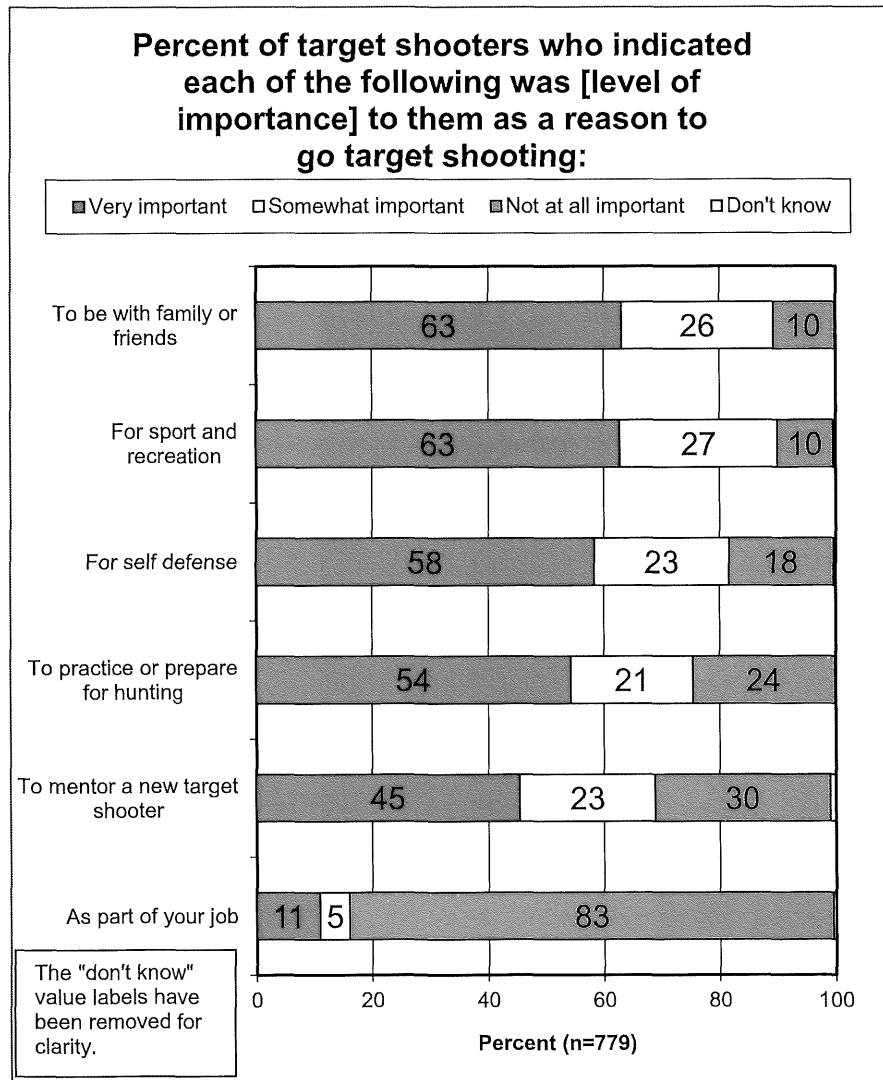 Percent of target shooters who indicated
each of the following was [level of
importance] to them as a reason to
go target shooting:
Very important Somewhat important Not at all important Don't know
To be with family or
friends
63 26 10
For sport and
recreation
63 27 10
For self defense
58 23 18
To practice or prepare
for hunting
54 21 24
To mentor a new target
shooter
45 23 30
As part of your job
11 5 83
The "don't know"
value labels have
been removed for
clarity.
0 20 40 60 80 100
Percent (n=779)